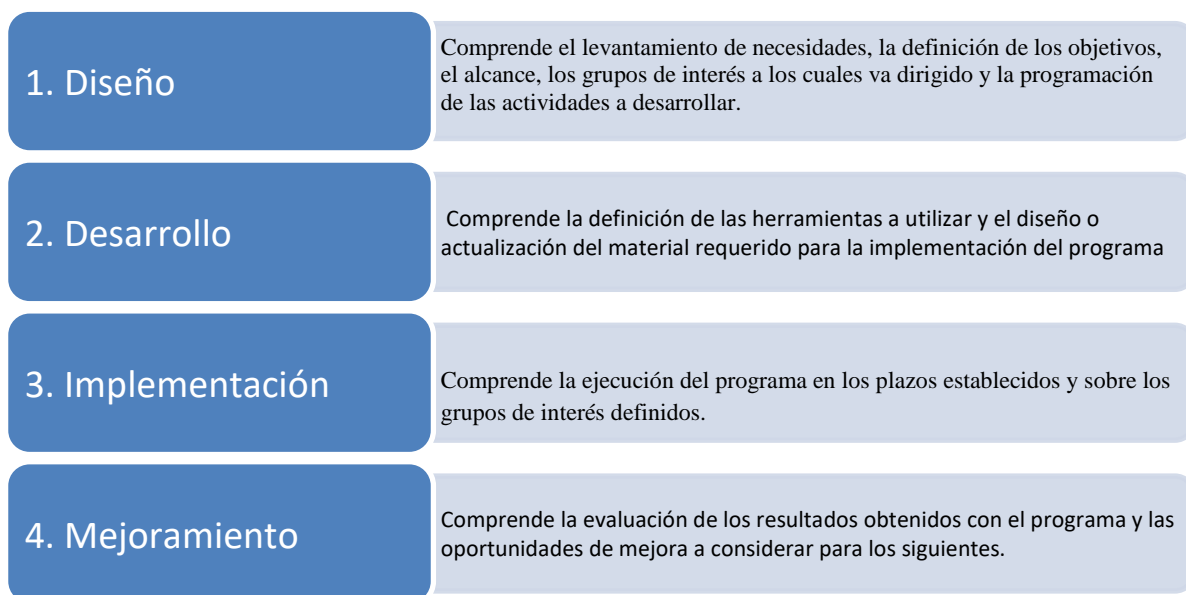 1. Diseño
Comprende el levantamiento de necesidades, la definición de los objetivos,
el alcance, los grupos de interés a los cuales va dirigido y la programación
de las actividades a desarrollar.
2. Desarrollo
Comprende la definición de las herramientas a utilizar y el diseño o
actualización del material requerido para la implementación del programa
3. Implementación
Comprende la ejecución del programa en los plazos establecidos y sobre los
grupos de interés definidos.
4. Mejoramiento
Comprende la evaluación de los resultados obtenidos con el programa y las
oportunidades de mejora a considerar para los siguientes.